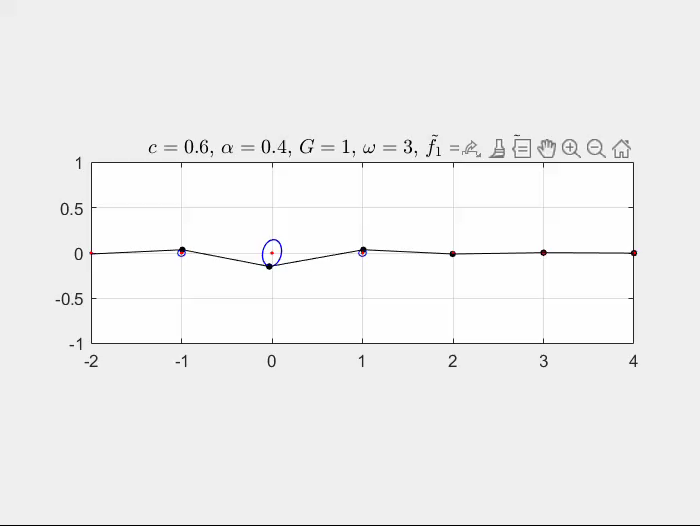 c = 0.6, α = 0.4, G = 1, ω = 3, f̃₁ =
1
0.5
0
-0.5
-1
-2 -1 0 1 2 3 4